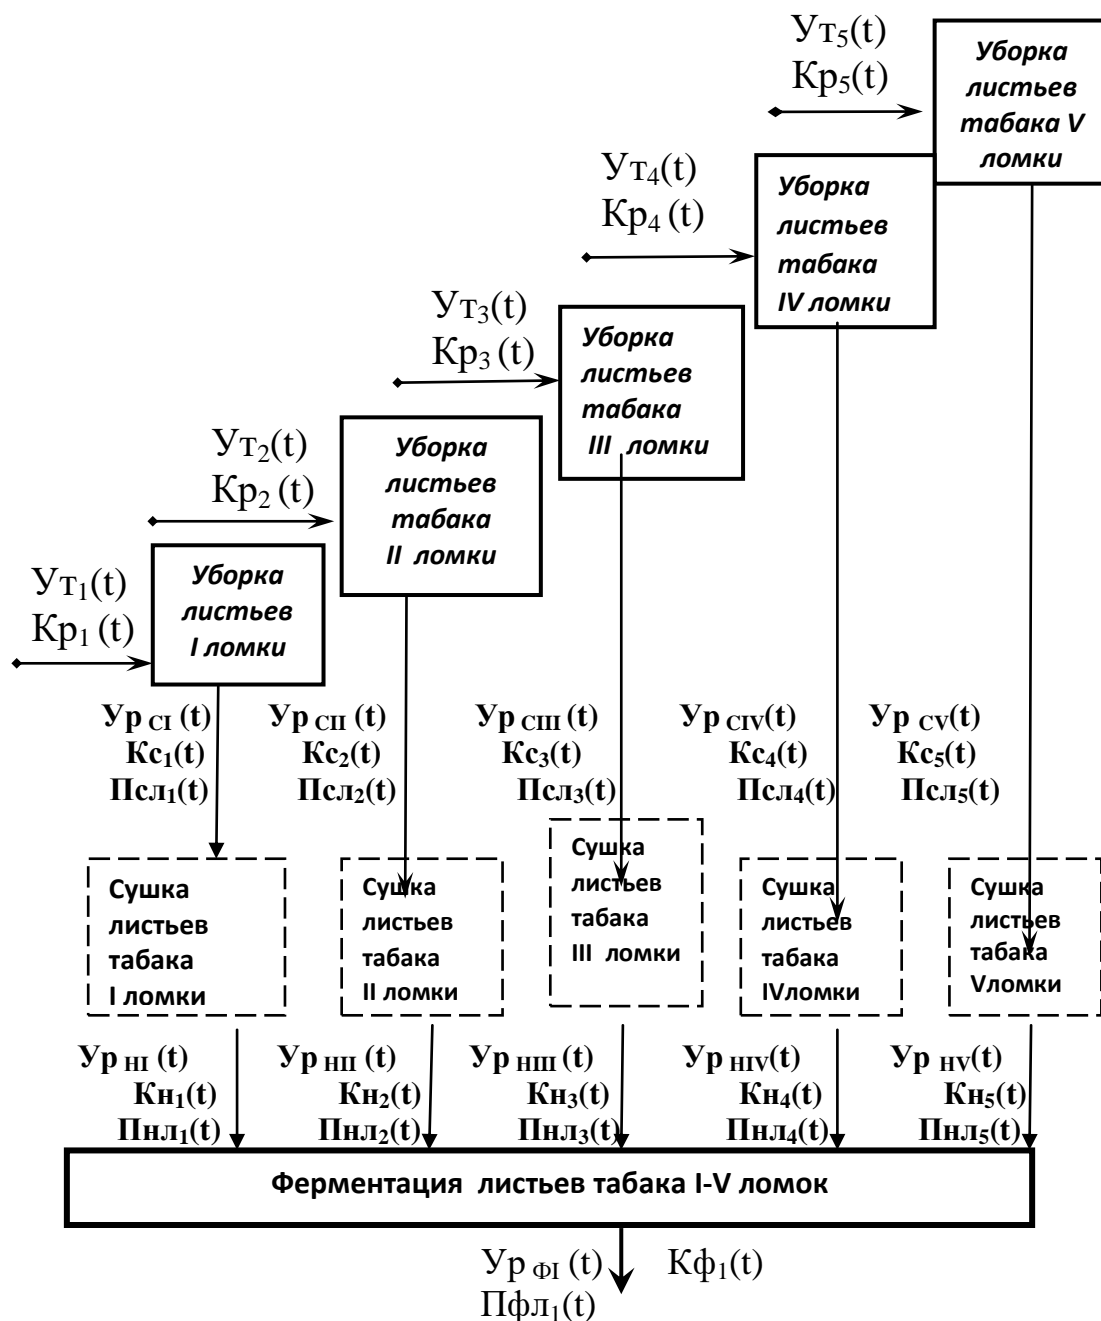 Ут₅(t)
Кр₅(t)
Уборка
листьев
табака V
ломки
Ут₄(t)
Кр₄ (t)
Уборка
листьев
табака
IV ломки
Ут₃(t)
Кр₃ (t)
Уборка
листьев
табака
III ломки
Ут₂(t)
Кр₂ (t)
Уборка
листьев
табака
II ломки
Ут₁(t)
Кр₁ (t)
Уборка
листьев
I ломки
Ур СI (t)
Кс₁(t)
Псл₁(t)
Ур СII (t)
Кс₂(t)
Псл₂(t)
Ур СIII (t)
Кс₃(t)
Псл₃(t)
Ур СIV(t)
Кс₄(t)
Псл₄(t)
Ур СV(t)
Кс₅(t)
Псл₅(t)
Сушка
листьев
табака
I ломки
Сушка
листьев
табака
II ломки
Сушка
листьев
табака
III ломки
Сушка
листьев
табака
IVломки
Сушка
листьев
табака
Vломки
Ур НI (t)
Кн₁(t)
Пнл₁(t)
Ур НII (t)
Кн₂(t)
Пнл₂(t)
Ур НIII (t)
Кн₃(t)
Пнл₃(t)
Ур НIV(t)
Кн₄(t)
Пнл₄(t)
Ур НV(t)
Кн₅(t)
Пнл₅(t)
Ферментация листьев табака I-V ломок
Ур ФI (t) Кф₁(t)
Пфл₁(t)